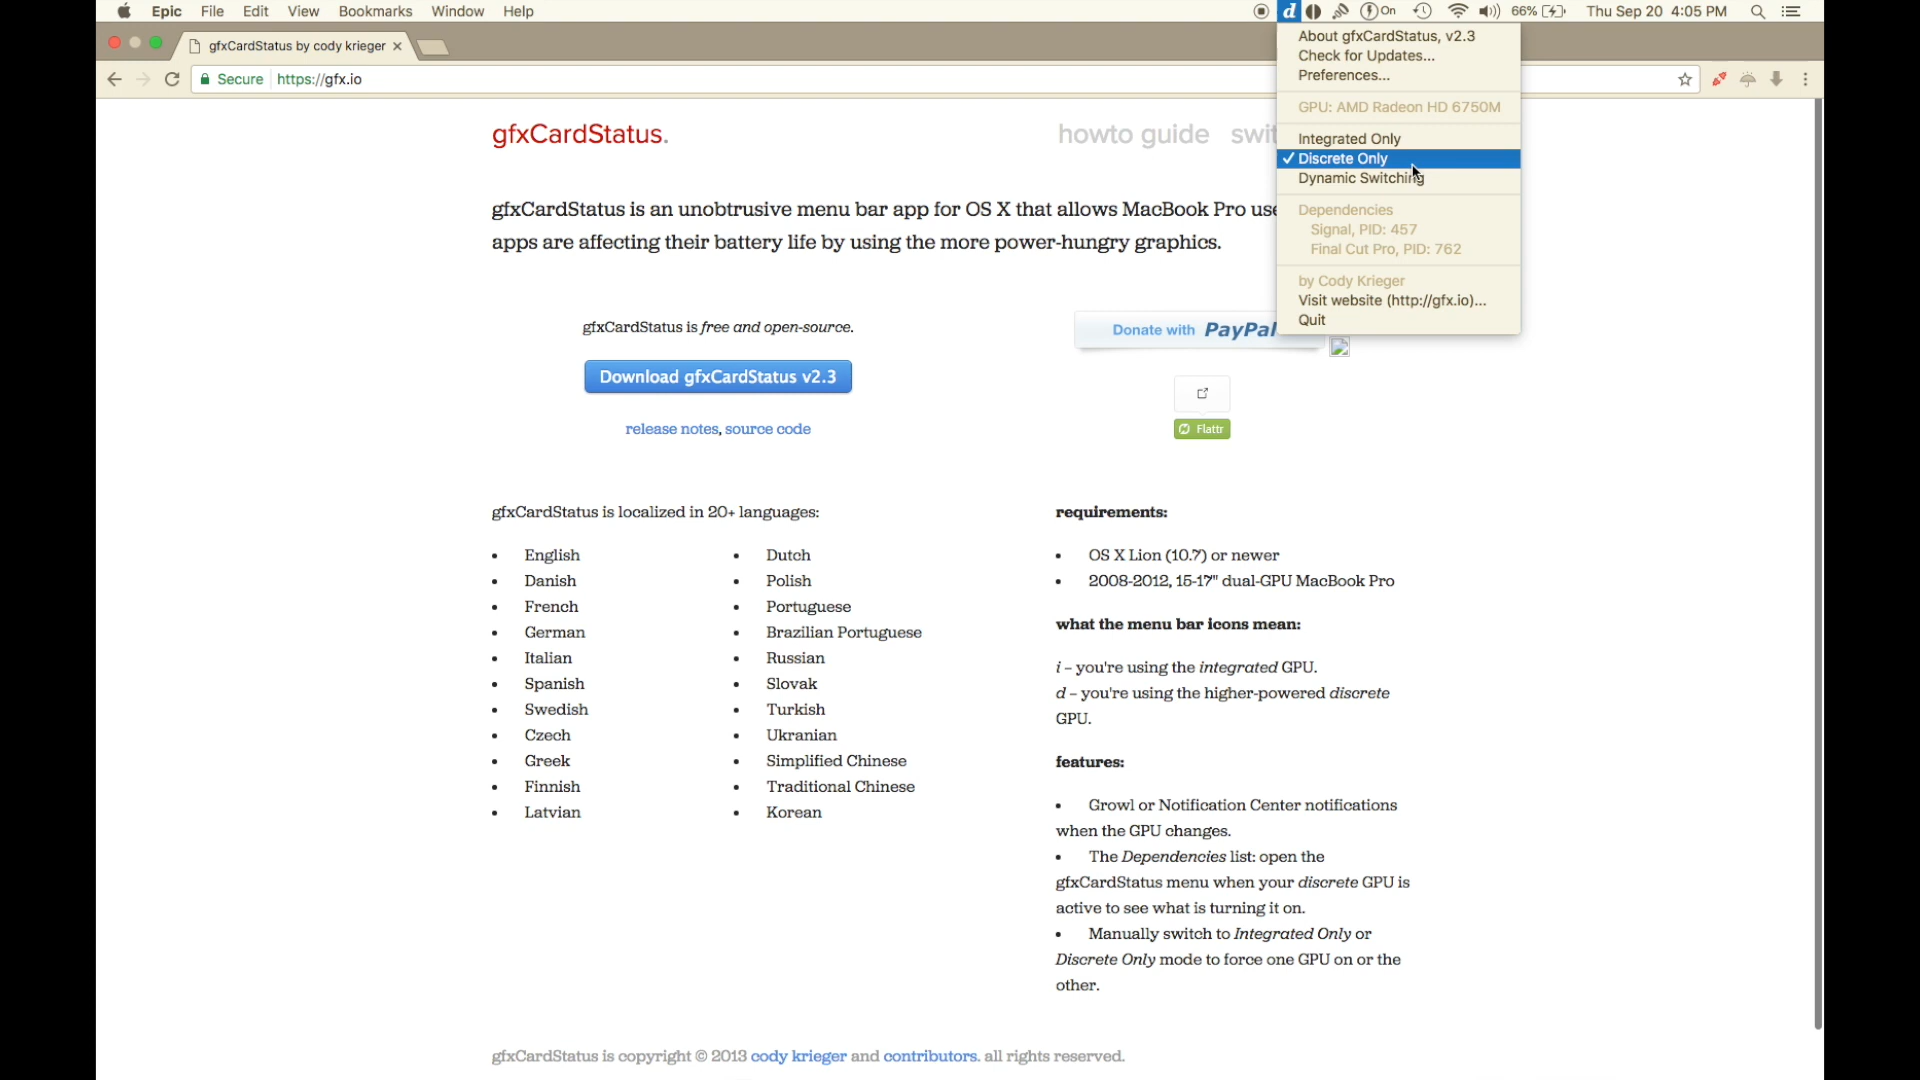 Epic File Edit View Bookmarks Window Help
d On 66% Thu Sep 20 4:05 PM
gfxCardStatus by cody krieger
Secure https://gfx.io
About gfxCardStatus, v2.3
Check for Updates...
Preferences...
GPU: AMD Radeon HD 6750M
Integrated Only
✓ Discrete Only
Dynamic Switching
Dependencies
Signal, PID: 457
Final Cut Pro, PID: 762
by Cody Krieger
Visit website (http://gfx.io)...
Quit
gfxCardStatus.
howto guide swit
gfxCardStatus is an unobtrusive menu bar app for OS X that allows MacBook Pro use
apps are affecting their battery life by using the more power-hungry graphics.
gfxCardStatus is free and open-source.
Download gfxCardStatus v2.3
release notes, source code
Donate with PayPal
Flattr
gfxCardStatus is localized in 20+ languages:
• English
• Danish
• French
• German
• Italian
• Spanish
• Swedish
• Czech
• Greek
• Finnish
• Latvian
• Dutch
• Polish
• Portuguese
• Brazilian Portuguese
• Russian
• Slovak
• Turkish
• Ukranian
• Simplified Chinese
• Traditional Chinese
• Korean
requirements:
• OS X Lion (10.7) or newer
• 2008-2012, 15-17" dual-GPU MacBook Pro
what the menu bar icons mean:
i – you're using the integrated GPU.
d – you're using the higher-powered discrete
GPU.
features:
• Growl or Notification Center notifications
when the GPU changes.
• The Dependencies list: open the
gfxCardStatus menu when your discrete GPU is
active to see what is turning it on.
• Manually switch to Integrated Only or
Discrete Only mode to force one GPU on or the
other.
gfxCardStatus is copyright © 2013 cody krieger and contributors. all rights reserved.